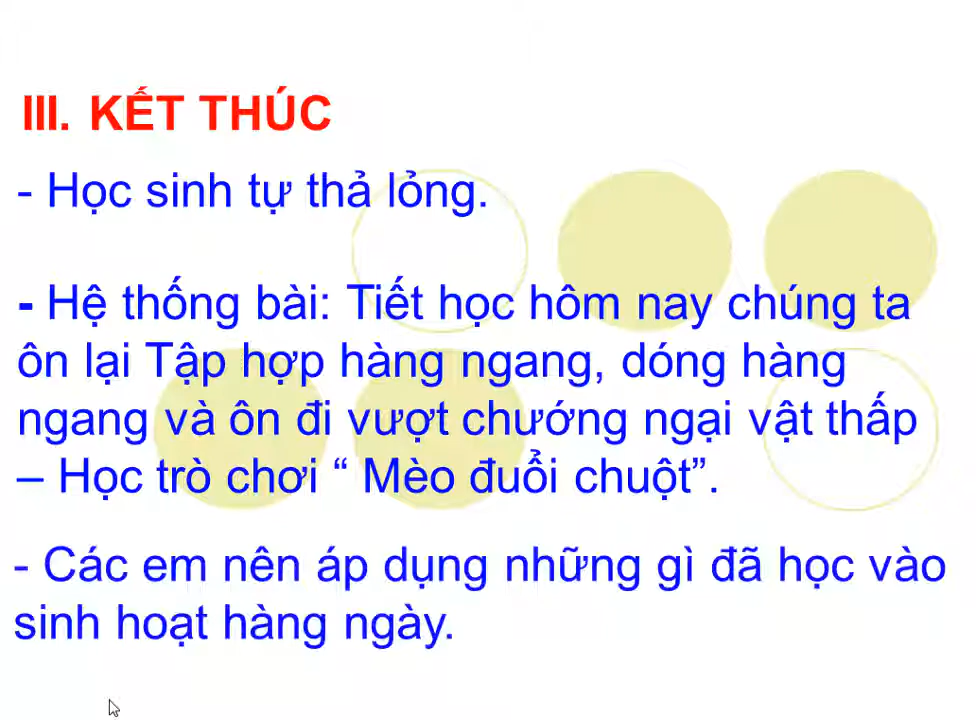 III. KẾT THÚC
- Học sinh tự thả lỏng.
- Hệ thống bài: Tiết học hôm nay chúng ta
ôn lại Tập hợp hàng ngang, dóng hàng
ngang và ôn đi vượt chướng ngại vật thấp
– Học trò chơi “ Mèo đuổi chuột”.
- Các em nên áp dụng những gì đã học vào
sinh hoạt hàng ngày.